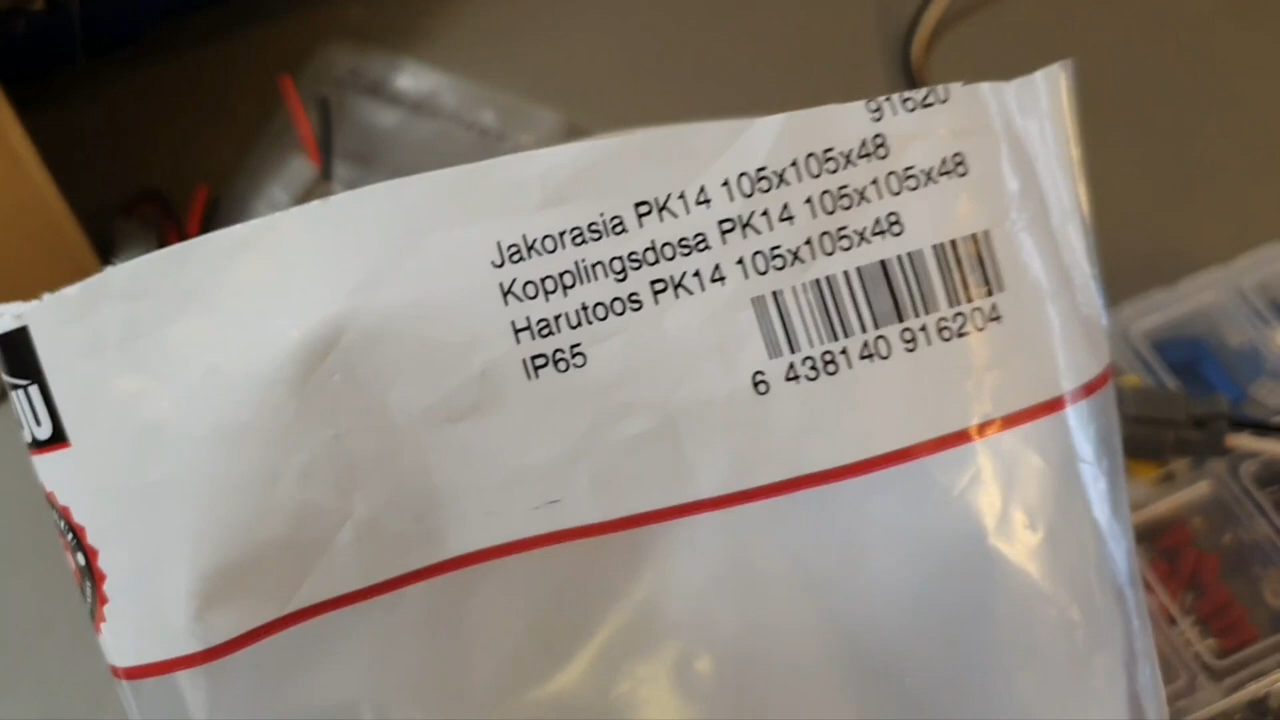 91620
Jakorasia PK14 105x105x48
Kopplingsdosa PK14 105x105x48
Harutoos PK14 105x105x48
IP65
6 438140 916204